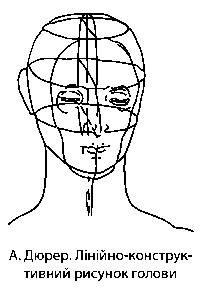 А. Дюрер. Лінійно-конструк-
тивний рисунок голови